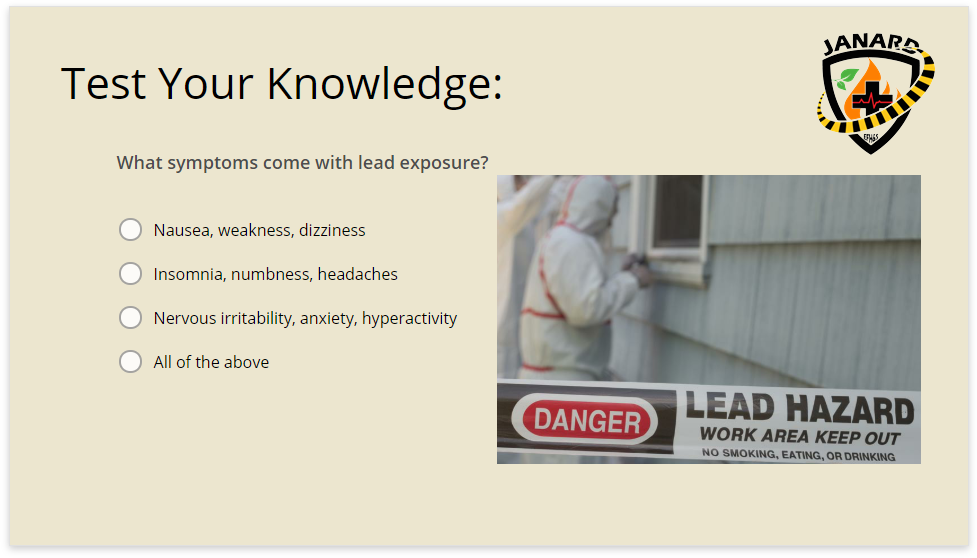 JANARD
Test Your Knowledge:
What symptoms come with lead exposure?
Nausea, weakness, dizziness
Insomnia, numbness, headaches
Nervous irritability, anxiety, hyperactivity
All of the above
DANGER
LEAD HAZARD
WORK AREA KEEP OUT
NO SMOKING, EATING, OR DRINKING